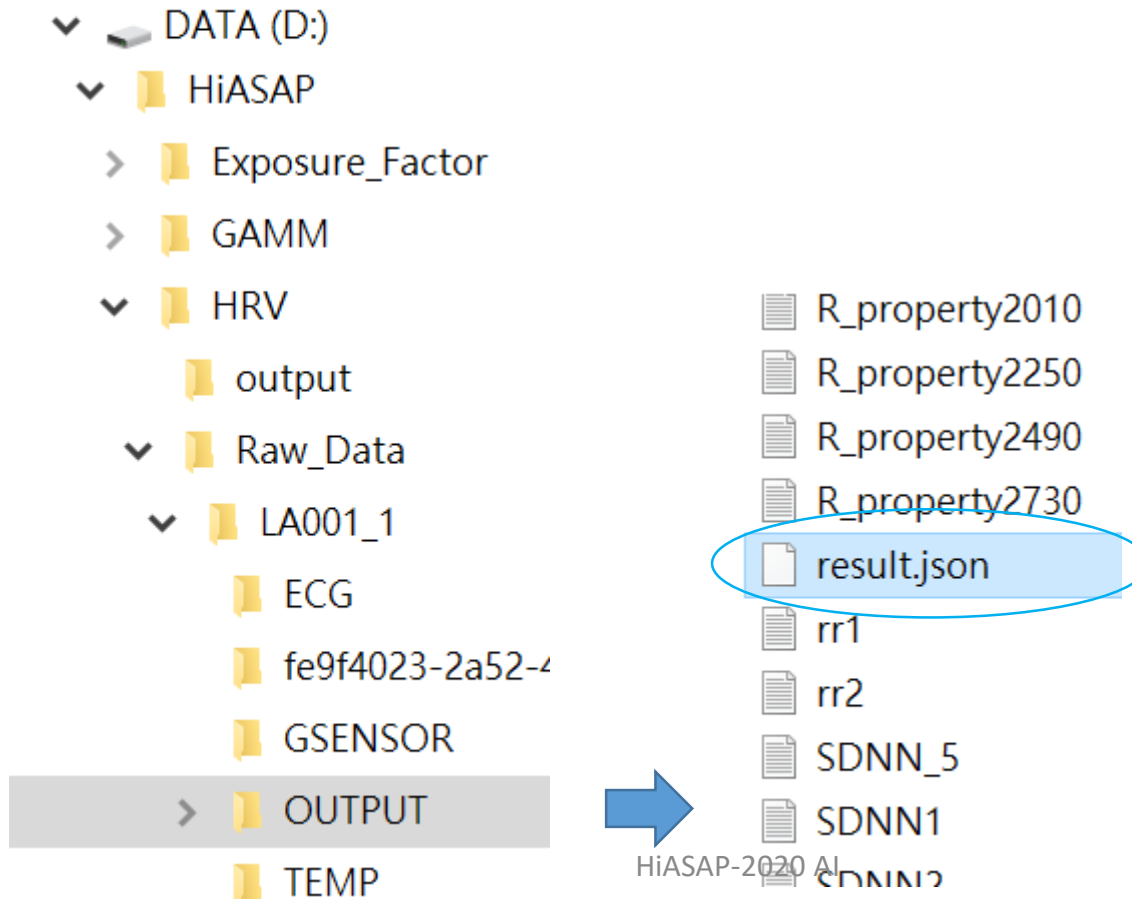 DATA (D:)
HiASAP
Exposure_Factor
GAMM
HRV
output
Raw_Data
LA001_1
ECG
fe9f4023-2a52-
GSENSOR
OUTPUT
TEMP
R_property2010
R_property2250
R_property2490
R_property2730
result.json
rr1
rr2
SDNN_5
SDNN1
SDNN2
HiASAP-2020 AI